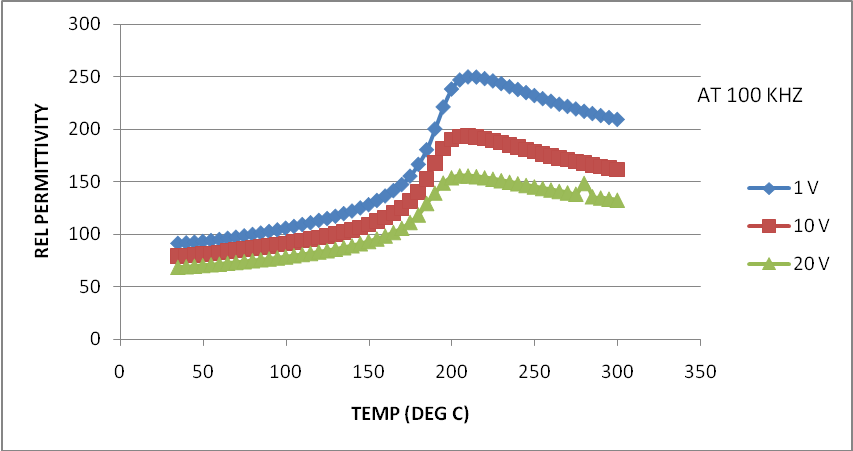 300
250
200
150
100
50
0
REL PERMITTIVITY
0 50 100 150 200 250 300 350
TEMP (DEG C)
AT 100 KHZ
1 V
10 V
20 V